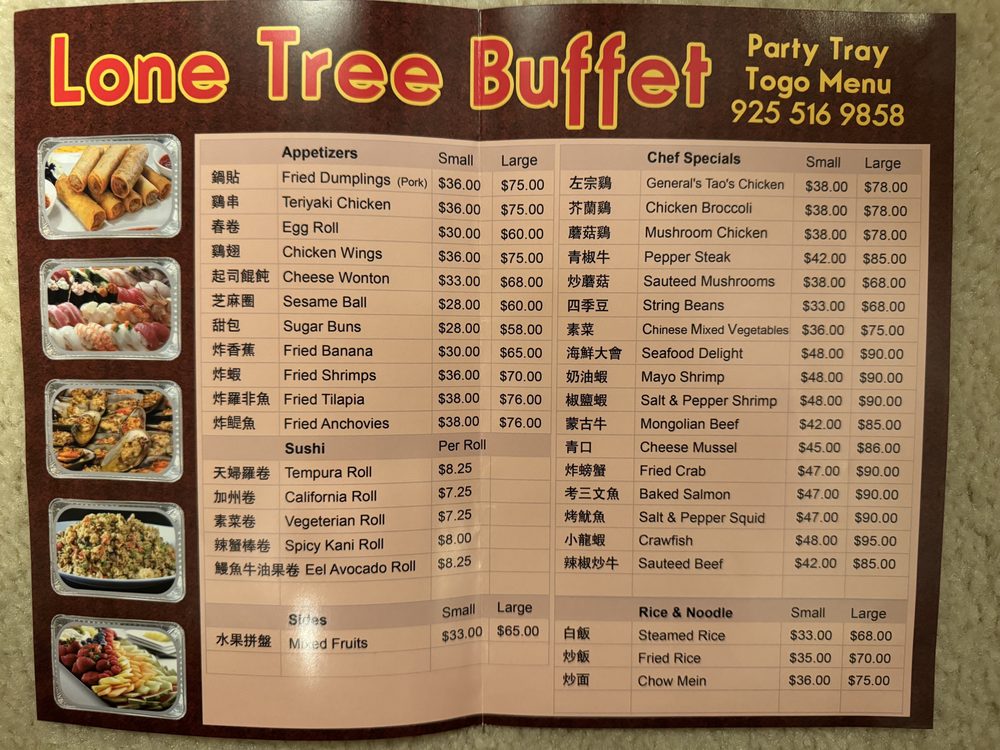 Lone Tree Buffet
Party Tray
Togo Menu
925 516 9858
Appetizers Small Large
鍋貼 Fried Dumplings (Pork) $36.00 $75.00
鷄串 Teriyaki Chicken $36.00 $75.00
春卷 Egg Roll $30.00 $60.00
鷄翅 Chicken Wings $36.00 $75.00
起司餛飩 Cheese Wonton $33.00 $68.00
芝麻圈 Sesame Ball $28.00 $60.00
甜包 Sugar Buns $28.00 $58.00
炸香蕉 Fried Banana $30.00 $65.00
炸蝦 Fried Shrimps $36.00 $70.00
炸羅非魚 Fried Tilapia $38.00 $76.00
炸鯷魚 Fried Anchovies $38.00 $76.00
Sushi Per Roll
天婦羅卷 Tempura Roll $8.25
加州卷 California Roll $7.25
素菜卷 Vegeterian Roll $7.25
辣蟹棒卷 Spicy Kani Roll $8.00
鰻魚牛油果卷 Eel Avocado Roll $8.25
Sides Small Large
水果拼盤 Mixed Fruits $33.00 $65.00
Chef Specials Small Large
左宗鷄 General's Tao's Chicken $38.00 $78.00
芥蘭鷄 Chicken Broccoli $38.00 $78.00
蘑菇鷄 Mushroom Chicken $38.00 $78.00
青椒牛 Pepper Steak $42.00 $85.00
炒蘑菇 Sauteed Mushrooms $38.00 $68.00
四季豆 String Beans $33.00 $68.00
素菜 Chinese Mixed Vegetables $36.00 $75.00
海鮮大會 Seafood Delight $48.00 $90.00
奶油蝦 Mayo Shrimp $48.00 $90.00
椒鹽蝦 Salt & Pepper Shrimp $48.00 $90.00
蒙古牛 Mongolian Beef $42.00 $85.00
青口 Cheese Mussel $45.00 $86.00
炸螃蟹 Fried Crab $47.00 $90.00
考三文魚 Baked Salmon $47.00 $90.00
烤魷魚 Salt & Pepper Squid $47.00 $90.00
小龍蝦 Crawfish $48.00 $95.00
辣椒炒牛 Sauteed Beef $42.00 $85.00
Rice & Noodle Small Large
白飯 Steamed Rice $33.00 $68.00
炒飯 Fried Rice $35.00 $70.00
炒面 Chow Mein $36.00 $75.00